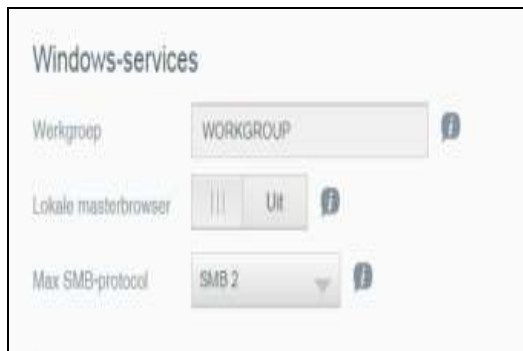 Windows-services
Werkgroep WORKGROUP
Lokale masterbrowser Uit
Max SMB-protocol SMB 2